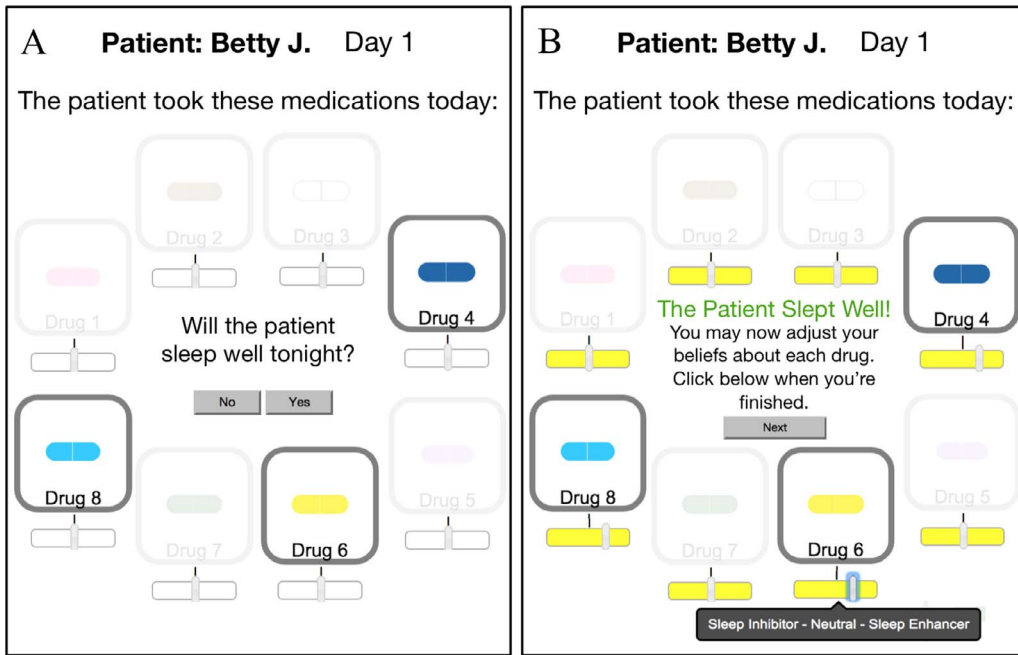 A Patient: Betty J. Day 1
The patient took these medications today:
Drug 2
Drug 3
Drug 1
Drug 4
Will the patient
sleep well tonight?
No Yes
Drug 8
Drug 5
Drug 7
Drug 6
B Patient: Betty J. Day 1
The patient took these medications today:
Drug 2
Drug 3
Drug 1
Drug 4
The Patient Slept Well!
You may now adjust your
beliefs about each drug.
Click below when you're
finished.
Next
Drug 8
Drug 5
Drug 7
Drug 6
Sleep Inhibitor - Neutral - Sleep Enhancer